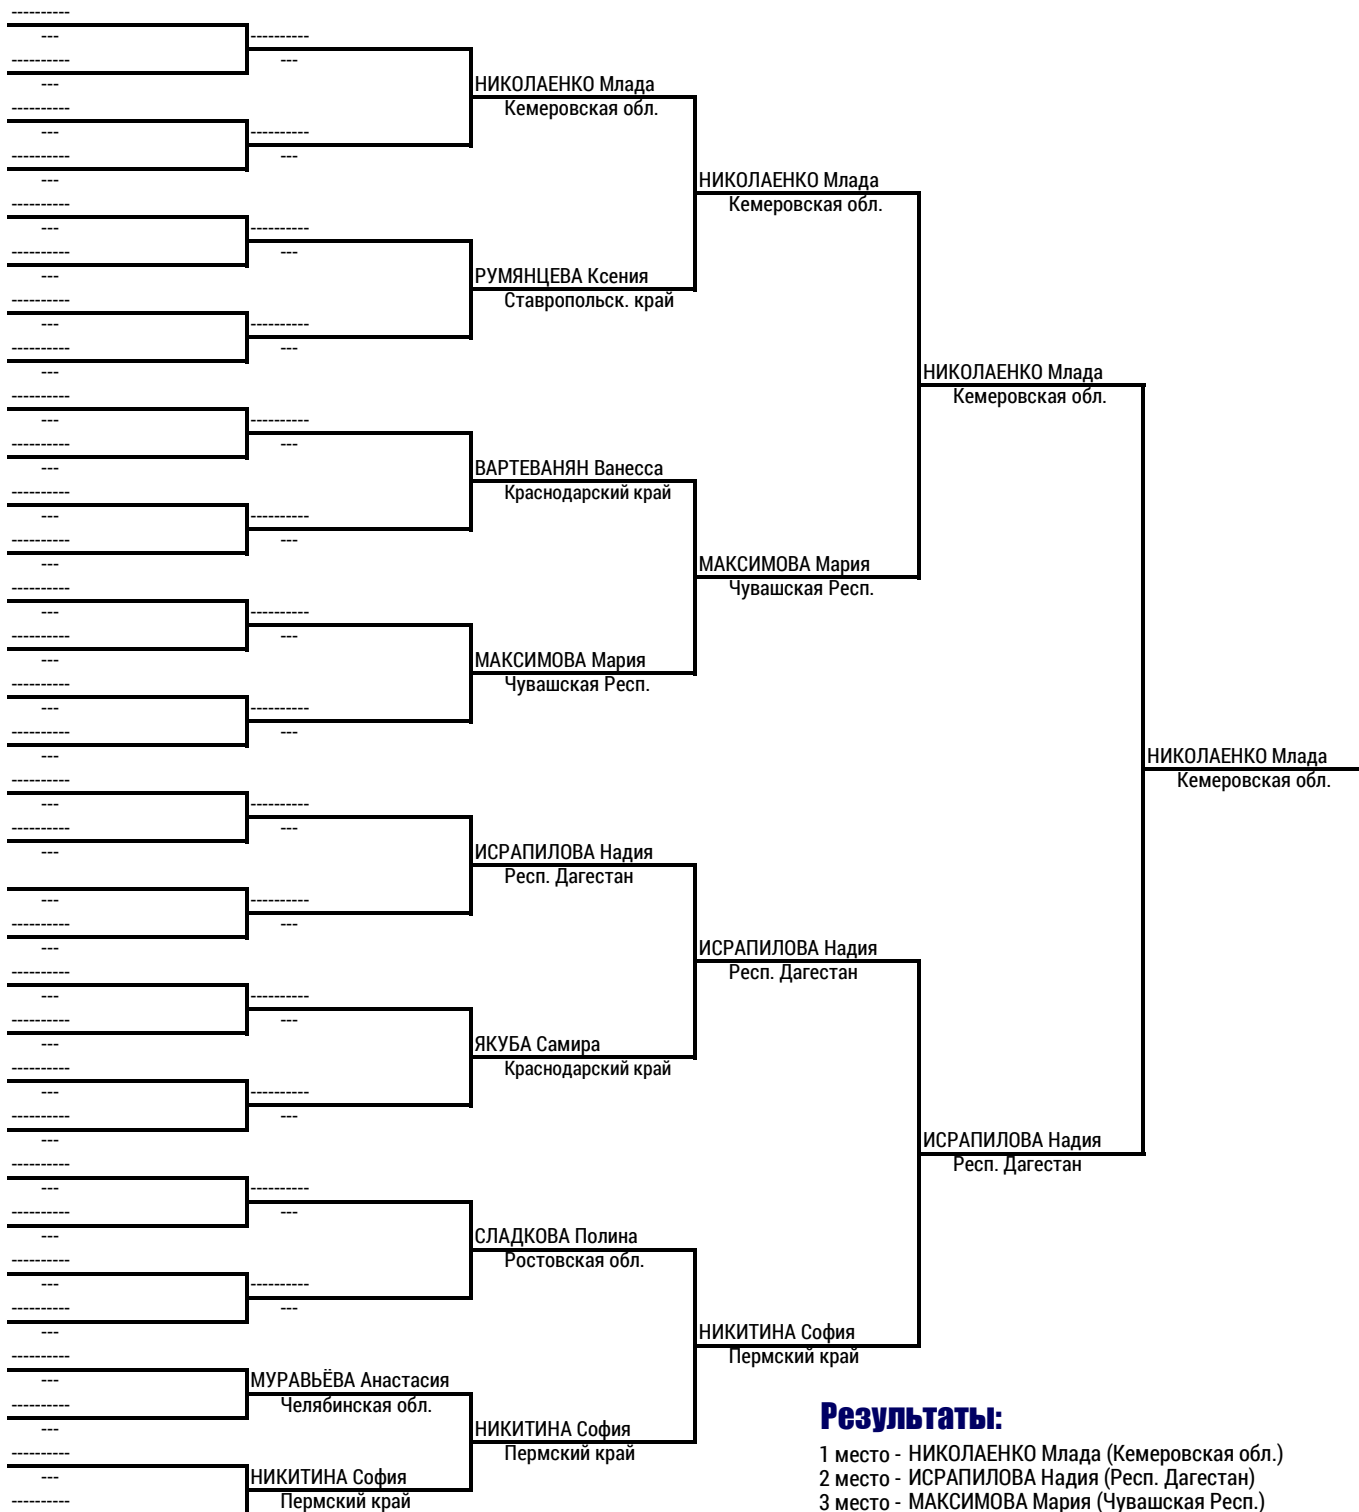 ----------
---
----------
---
----------
---
----------
---
----------
---
----------
---
----------
---
----------
---
----------
---
----------
---
----------
---
----------
---
----------
---
----------
---
----------
---
----------
---
----------
---
----------
---
---
----------
---
----------
---
----------
---
----------
---
----------
---
----------
---
----------
---
----------
---
----------
---
----------
---
----------
---
----------
---
----------
----------
---
----------
---
----------
---
----------
---
----------
---
----------
---
----------
---
----------
---
----------
---
----------
---
----------
---
----------
---
----------
---
----------
---
МУРАВЬЁВА Анастасия
Челябинская обл.
НИКИТИНА София
Пермский край
НИКОЛАЕНКО Млада
Кемеровская обл.
РУМЯНЦЕВА Ксения
Ставропольск. край
ВАРТЕВАНЯН Ванесса
Краснодарский край
МАКСИМОВА Мария
Чувашская Респ.
ИСРАПИЛОВА Надия
Респ. Дагестан
ЯКУБА Самира
Краснодарский край
СЛАДКОВА Полина
Ростовская обл.
НИКИТИНА София
Пермский край
НИКОЛАЕНКО Млада
Кемеровская обл.
МАКСИМОВА Мария
Чувашская Респ.
ИСРАПИЛОВА Надия
Респ. Дагестан
НИКИТИНА София
Пермский край
НИКОЛАЕНКО Млада
Кемеровская обл.
ИСРАПИЛОВА Надия
Респ. Дагестан
НИКОЛАЕНКО Млада
Кемеровская обл.
Результаты:
1 место - НИКОЛАЕНКО Млада (Кемеровская обл.)
2 место - ИСРАПИЛОВА Надия (Респ. Дагестан)
3 место - МАКСИМОВА Мария (Чувашская Респ.)